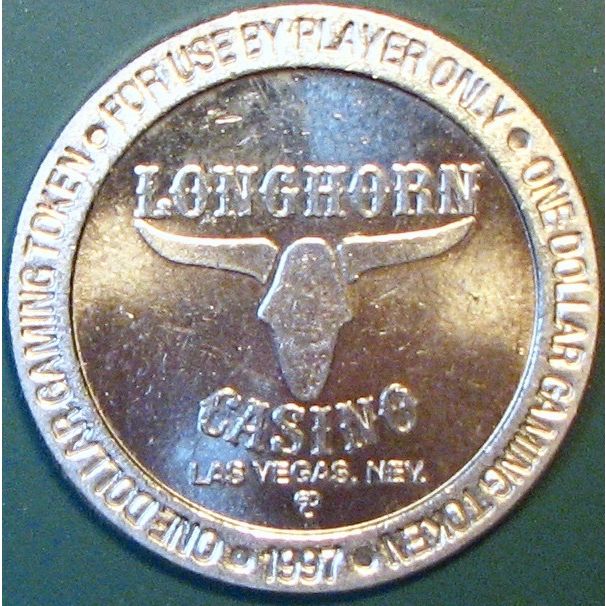 FOR USE BY PLAYER ONLY
ONE DOLLAR GAMING TOKEN
1997
ONE DOLLAR GAMING TOKEN
LONGHORN
CASINO
LAS VEGAS, NEV.